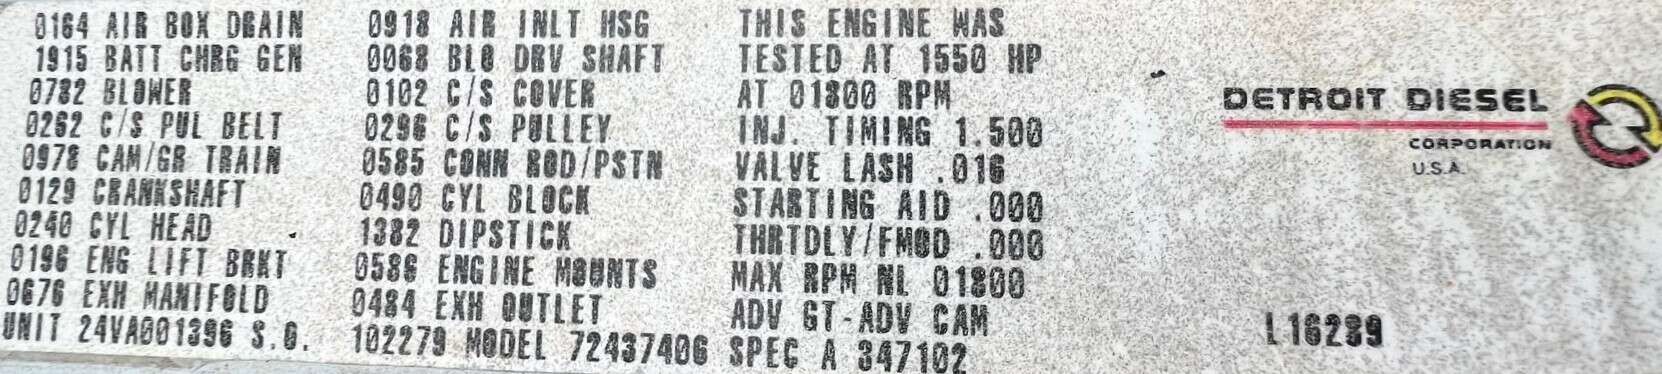 0164 AIR BOX DRAIN 0918 AIR INLT HSG THIS ENGINE WAS
1915 BATT CHRG GEN 0068 BLO DRV SHAFT TESTED AT 1550 HP
0782 BLOWER 0102 C/S COVER AT 01800 RPM
0262 C/S PUL BELT 0296 C/S PULLEY INJ. TIMING 1.500
0978 CAM/GR TRAIN 0585 CONN ROD/PSTN VALVE LASH .016
0129 CRANKSHAFT 0490 CYL BLOCK STARTING AID .000
0240 CYL HEAD 1382 DIPSTICK THRTDLY/FMOD .000
0196 ENG LIFT BRKT 0586 ENGINE MOUNTS MAX RPM NL 01800
0676 EXH MANIFOLD 0484 EXH OUTLET ADV GT-ADV CAM
UNIT 24VA001396 S.O. 102279 MODEL 72437406 SPEC A 347102
DETROIT DIESEL
CORPORATION
U.S.A.
L16289